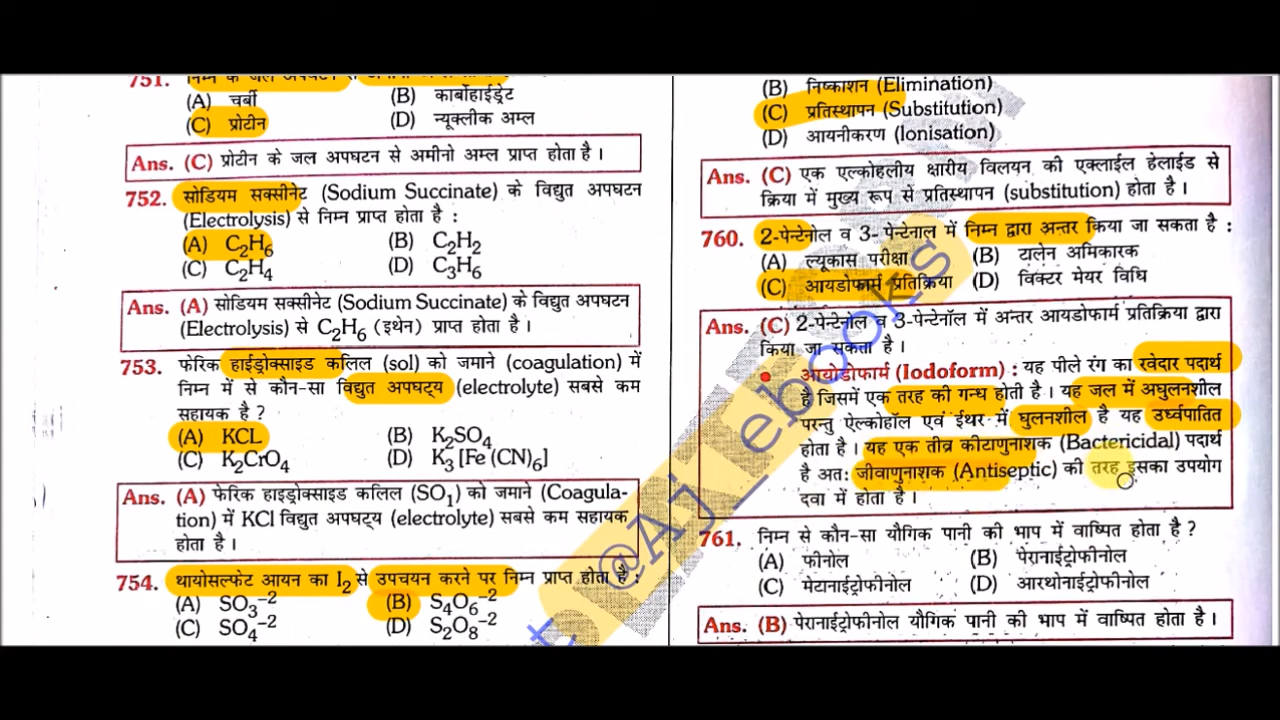 751. निम्न के जल अपघटन से
(A) चर्बी (B) कार्बोहाईड्रेट
(C) प्रोटीन (D) न्यूक्लीक अम्ल
Ans. (C) प्रोटीन के जल अपघटन से अमीनो अम्ल प्राप्त होता है ।
752. सोडियम सक्सीनेट (Sodium Succinate) के विद्युत अपघटन
(Electrolysis) से निम्न प्राप्त होता है :
(A) C₂H₆ (B) C₂H₂
(C) C₂H₄ (D) C₃H₆
Ans. (A) सोडियम सक्सीनेट (Sodium Succinate) के विद्युत अपघटन
(Electrolysis) से C₂H₆ (इथेन) प्राप्त होता है ।
753. फेरिक हाईड्रोक्साइड कलिल (sol) को जमाने (coagulation) में
निम्न में से कौन-सा विद्युत अपघट्य (electrolyte) सबसे कम
सहायक है ?
(A) KCL (B) K₂SO₄
(C) K₂CrO₄ (D) K₃ [Fe (CN)₆]
Ans. (A) फेरिक हाइड्रोक्साइड कलिल (SO₁) को जमाने (Coagula-
tion) में KCl विद्युत अपघट्य (electrolyte) सबसे कम सहायक
होता है ।
754. थायोसल्फेट आयन का I₂ से उपचयन करने पर निम्न प्राप्त होता है :
(A) SO₃⁻² (B) S₄O₆⁻²
(C) SO₄⁻² (D) S₂O₈⁻²
(B) निष्काशन (Elimination)
(C) प्रतिस्थापन (Substitution)
(D) आयनीकरण (Ionisation)
Ans. (C) एक एल्कोहलीय क्षारीय विलयन की एक्लाईल हेलाईड से
क्रिया में मुख्य रूप से प्रतिस्थापन (substitution) होता है ।
760. 2-पेन्टेनोल व 3- पेन्टेनाल में निम्न द्वारा अन्तर किया जा सकता है :
(A) ल्यूकास परीक्षा (B) टालेन अभिकारक
(C) आयडोफार्म प्रतिक्रिया (D) विक्टर मेयर विधि
Ans. (C) 2-पेन्टेनोल व 3-पेन्टेनॉल में अन्तर आयडोफार्म प्रतिक्रिया द्वारा
किया जा सकता है ।
● आयोडोफार्म (Iodoform) : यह पीले रंग का रवेदार पदार्थ
है जिसमें एक तरह की गन्ध होती है । यह जल में अघुलनशील
परन्तु ऐल्कोहॉल एवं ईथर में घुलनशील है यह उर्ध्वपातित
होता है । यह एक तीव्र कीटाणुनाशक (Bactericidal) पदार्थ
है अतः जीवाणुनाशक (Antiseptic) की तरह इसका उपयोग
दवा में होता है ।
761. निम्न से कौन-सा यौगिक पानी की भाप में वाष्पित होता है ?
(A) फीनोल (B) पेरानाईट्रोफीनोल
(C) मेटानाईट्रोफीनोल (D) आरथोनाईट्रोफीनोल
Ans. (B) पेरानाईट्रोफीनोल यौगिक पानी की भाप में वाष्पित होता है ।
@Aj_ebooks